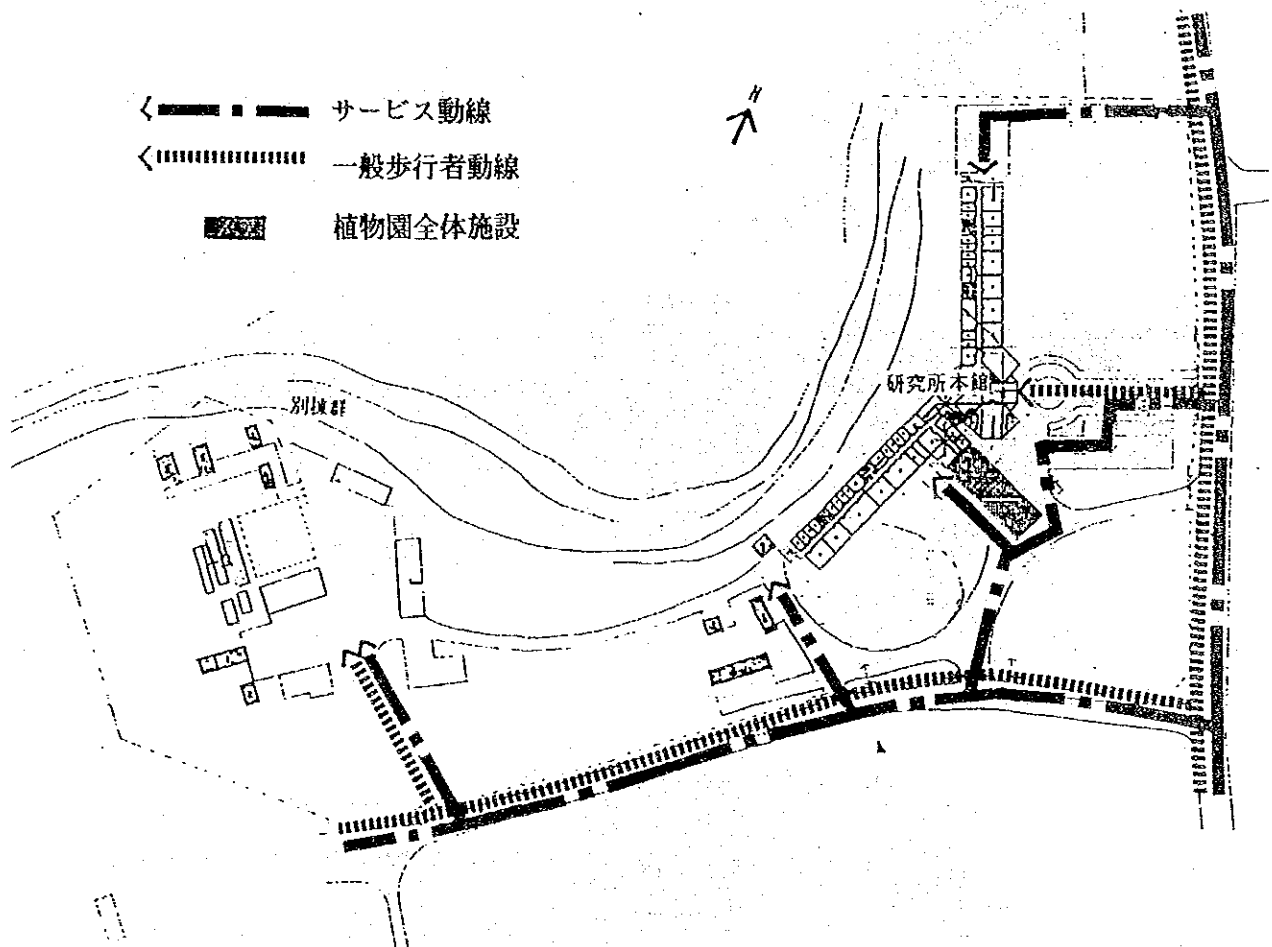 サービス動線
一般歩行者動線
植物園全体施設
N
研究所本館
別棟群